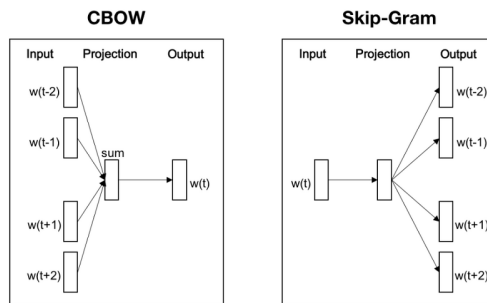 CBOW
Input Projection Output
w(t-2)
w(t-1)
sum
w(t)
w(t+1)
w(t+2)
Skip-Gram
Input Projection Output
w(t-2)
w(t-1)
w(t)
w(t+1)
w(t+2)